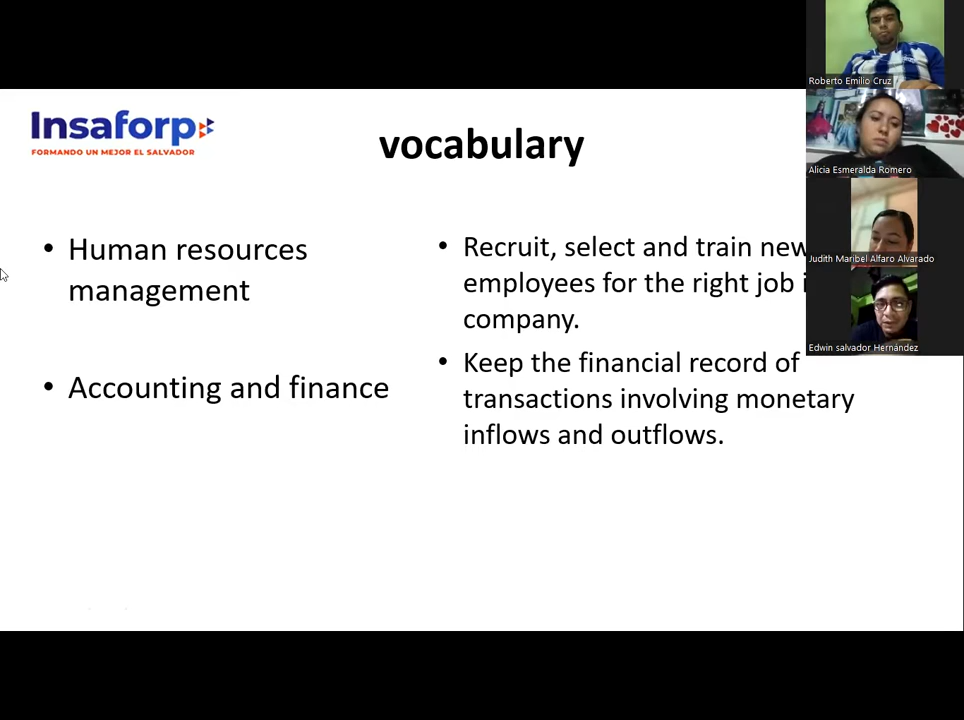 Insaforp
FORMANDO UN MEJOR EL SALVADOR
vocabulary
• Human resources
management
• Accounting and finance
• Recruit, select and train new
employees for the right job
company.
• Keep the financial record of
transactions involving monetary
inflows and outflows.
Roberto Emilio Cruz
Alicia Esmeralda Romero
Judith Maribel Alfaro Alvarado
Edwin salvador Hernández